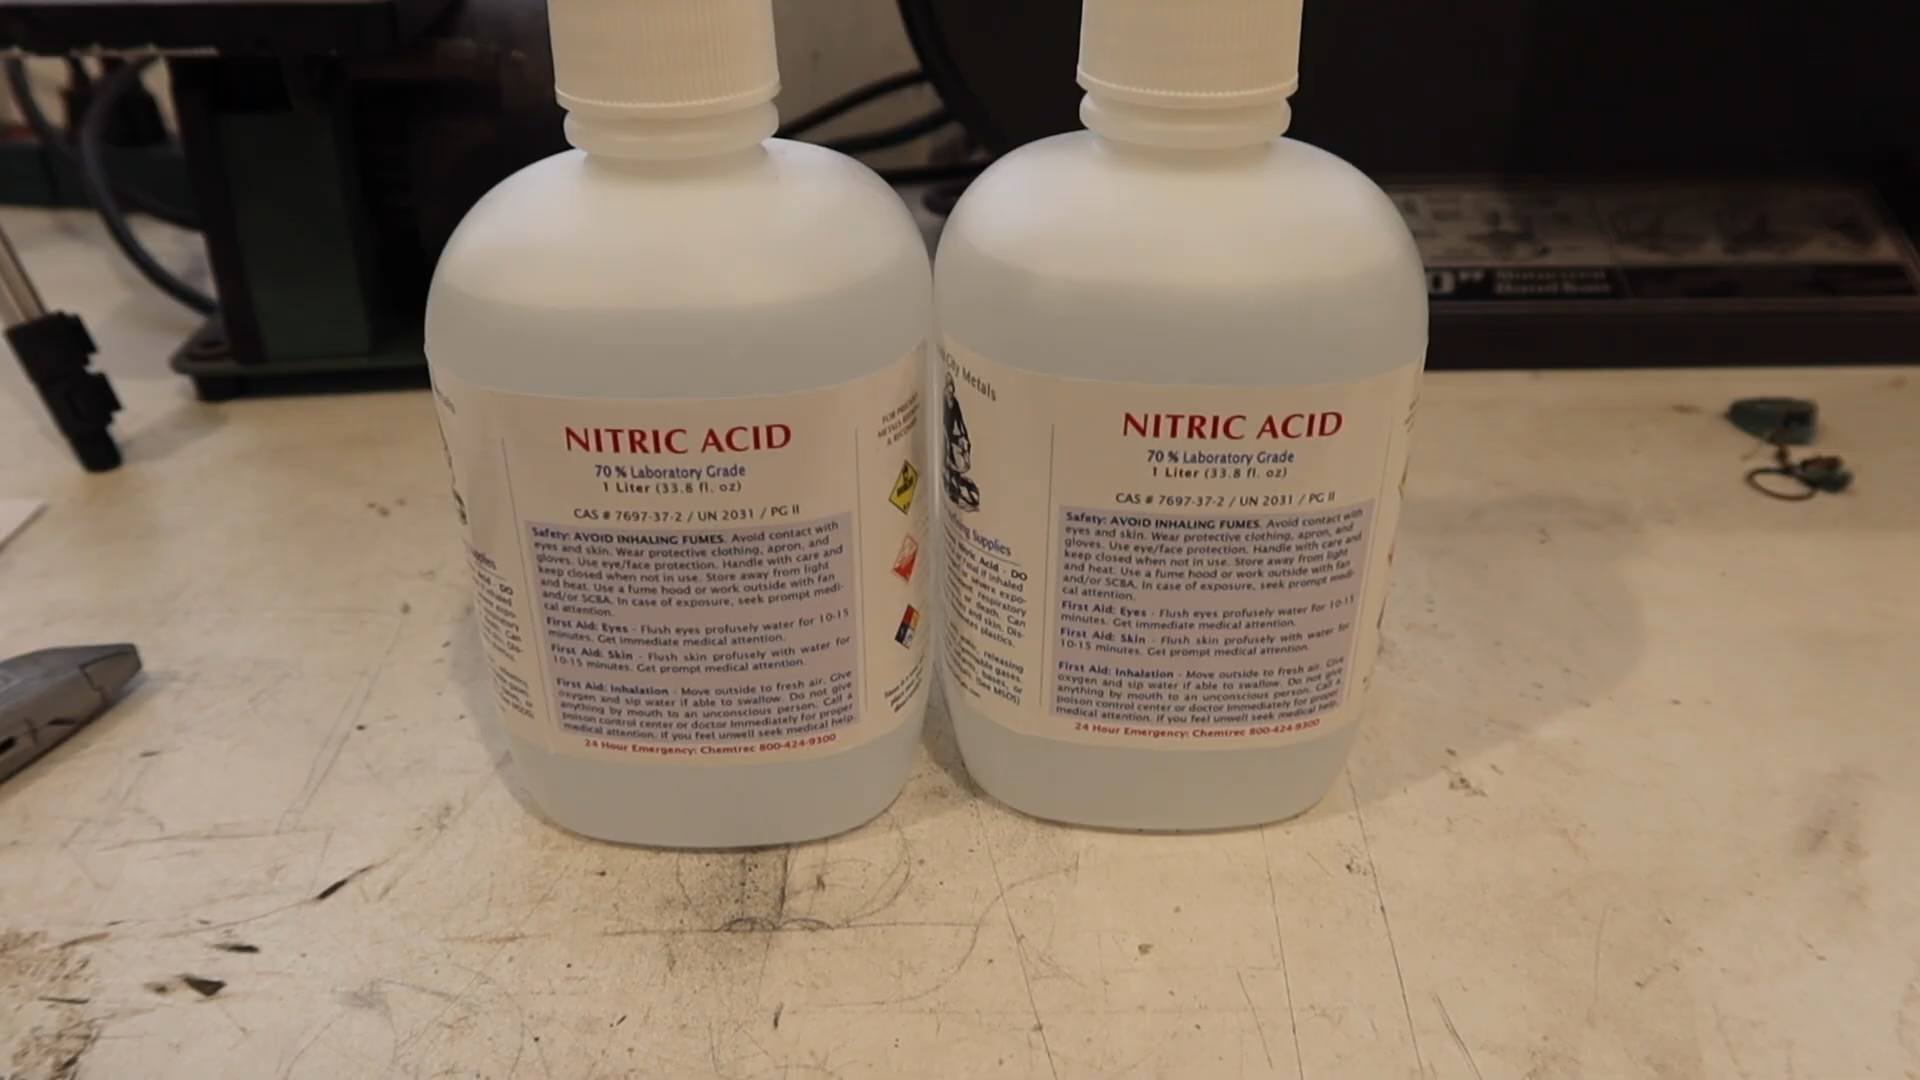 NITRIC ACID
70 % Laboratory Grade
1 Liter (33.8 fl. oz)
CAS # 7697-37-2 / UN 2031 / PG II
Safety: AVOID INHALING FUMES. Avoid contact with
eyes and skin. Wear protective clothing, apron, and
gloves. Use eye/face protection. Handle with care and
keep closed when not in use. Store away from light
and heat. Use a fume hood or work outside with fan
and/or SCBA. In case of exposure, seek prompt medi-
cal attention.
First Aid: Eyes - Flush eyes profusely water for 10-15
minutes. Get immediate medical attention.
First Aid: Skin - Flush skin profusely with water for
10-15 minutes. Get prompt medical attention.
First Aid: Inhalation - Move outside to fresh air. Give
oxygen and sip water if able to swallow. Do not give
anything by mouth to an unconscious person. Call a
poison control center or doctor immediately for proper
medical attention. If you feel unwell seek medical help.
24 Hour Emergency: Chemtrec 800-424-9300
City Metals
Supplies
Nitric Acid - DO
NITRIC ACID
70 % Laboratory Grade
1 Liter (33.8 fl. oz)
CAS # 7697-37-2 / UN 2031 / PG II
Safety: AVOID INHALING FUMES. Avoid contact with
eyes and skin. Wear protective clothing, apron, and
gloves. Use eye/face protection. Handle with care and
keep closed when not in use. Store away from light
and heat. Use a fume hood or work outside with fan
and/or SCBA. In case of exposure, seek prompt medi-
cal attention.
First Aid: Eyes - Flush eyes profusely water for 10-15
minutes. Get immediate medical attention.
First Aid: Skin - Flush skin profusely with water for
10-15 minutes. Get prompt medical attention.
First Aid: Inhalation - Move outside to fresh air. Give
oxygen and sip water if able to swallow. Do not give
anything by mouth to an unconscious person. Call a
poison control center or doctor immediately for proper
medical attention. If you feel unwell seek medical help.
24 Hour Emergency: Chemtrec 800-424-9300